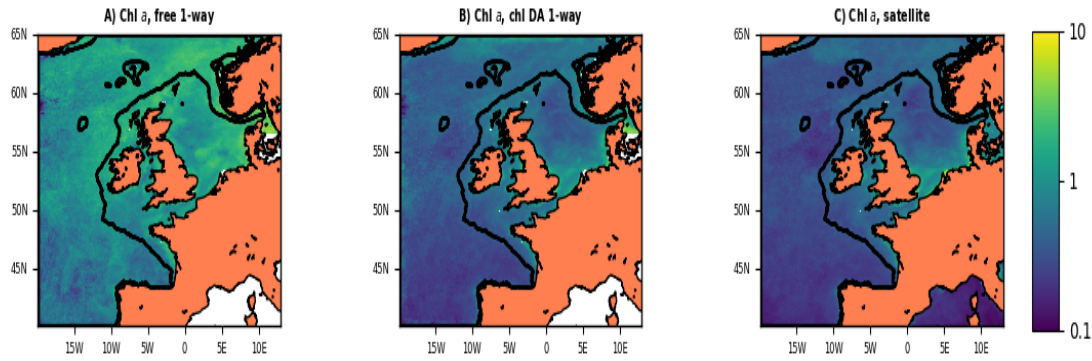 A) Chl a, free 1-way
B) Chl a, chl DA 1-way
C) Chl a, satellite
65N
60N
55N
50N
45N
15W 10W 5W 0 5E 10E
65N
60N
55N
50N
45N
15W 10W 5W 0 5E 10E
65N
60N
55N
50N
45N
15W 10W 5W 0 5E 10E
10
1
0.1